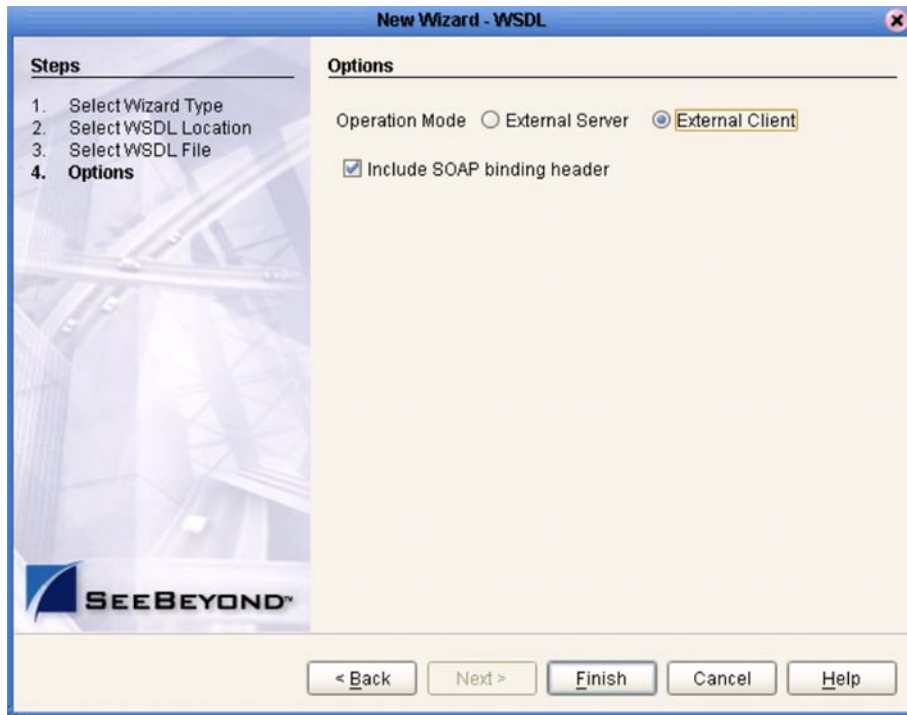 New Wizard - WSDL
Steps
1. Select Wizard Type
2. Select WSDL Location
3. Select WSDL File
4. Options
Options
Operation Mode External Server External Client
Include SOAP binding header
SEEBEYOND™
< Back Next > Finish Cancel Help